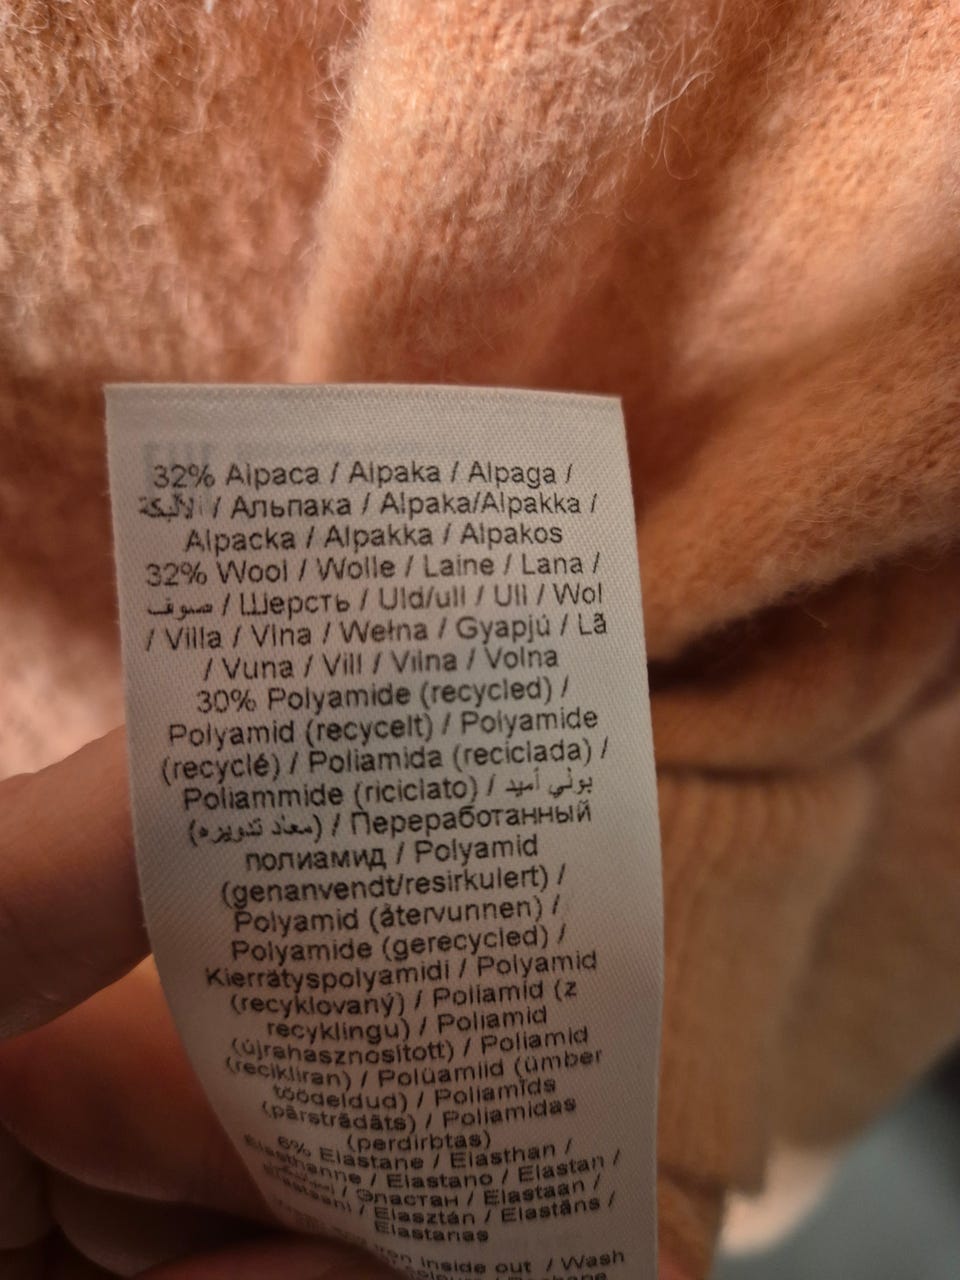 32% Alpaca / Alpaka / Alpaga /
الألبكة / Альпака / Alpaka/Alpakka /
Alpacka / Alpakka / Alpakos
32% Wool / Wolle / Laine / Lana /
صوف / Шерсть / Uld/ull / Ull / Wol
/ Villa / Vlna / Wełna / Gyapjú / Lã
/ Vuna / Vill / Vilna / Volna
30% Polyamide (recycled) /
Polyamid (recycelt) / Polyamide
(recyclé) / Poliamida (reciclada) /
Poliammide (riciclato) / بولي أميد
(معاد تدويره) / Переработанный
полиамид / Polyamid
(genanvendt/resirkulert) /
Polyamid (återvunnen) /
Polyamide (gerecycled) /
Kierrätyspolyamidi / Polyamid
(recyklovaný) / Poliamid (z
recyklingu) / Poliamid
(újrahasznosított) / Poliamid
(recikliran) / Polüamiid (ümber
töödeldud) / Poliamīds
(pārstrādāts) / Poliamidas
(perdirbtas)
6% Elastane / Elasthan /
Elasthanne / Elastano / Elastan /
/ Эластан / Elastaan /
Elastaani / Elasztán / Elastāns /
Elastanas
iron inside out / Wash